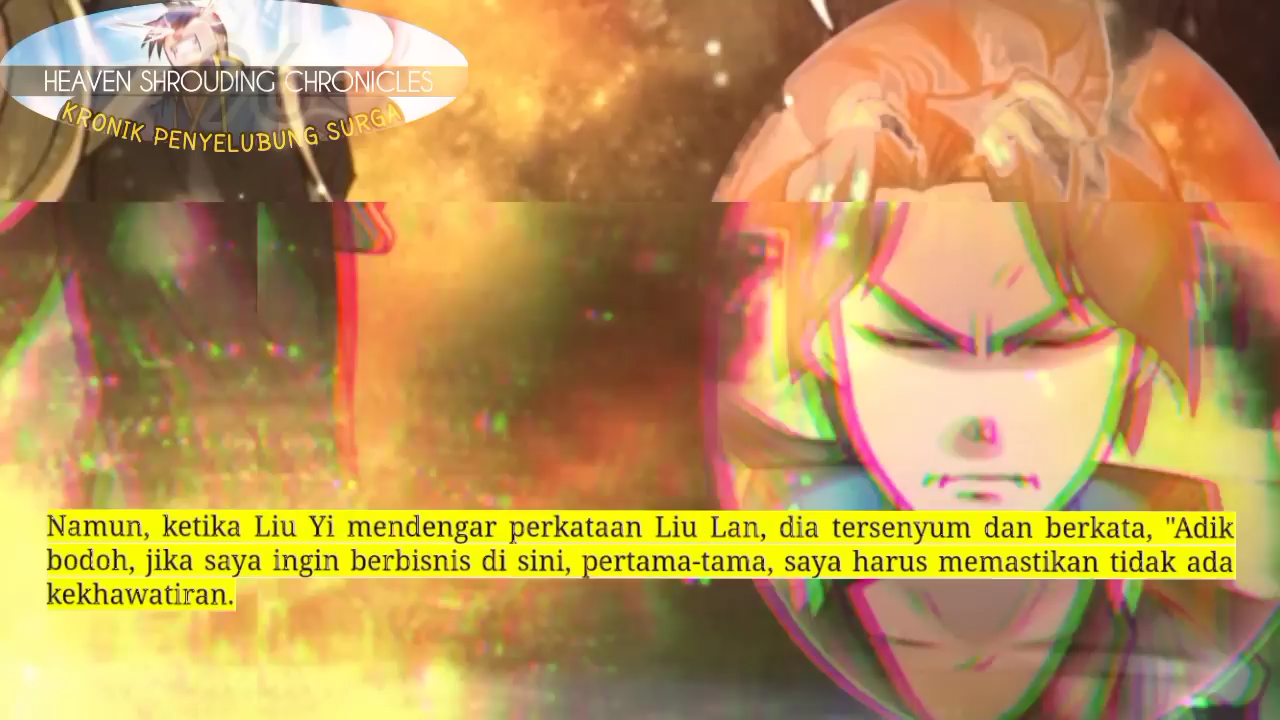 HEAVEN SHROUDING CHRONICLES
KRONIK PENYELUBUNG SURGA
Namun, ketika Liu Yi mendengar perkataan Liu Lan, dia tersenyum dan berkata, "Adik
bodoh, jika saya ingin berbisnis di sini, pertama-tama, saya harus memastikan tidak ada
kekhawatiran.